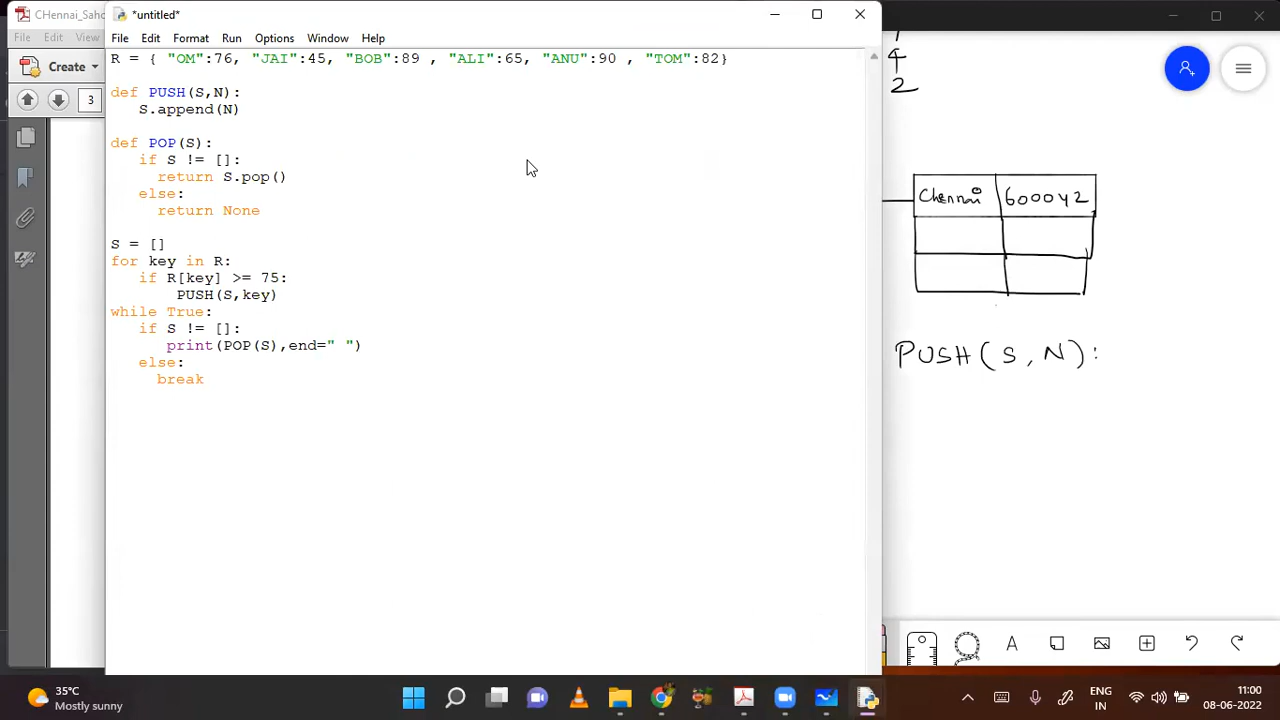 CHennai_Saho
*untitled*
File Edit View
File Edit Format Run Options Window Help
Create
3
R = { "OM":76, "JAI":45, "BOB":89 , "ALI":65, "ANU":90 , "TOM":82}
def PUSH(S,N):
S.append(N)
def POP(S):
if S != []:
return S.pop()
else:
return None
S = []
for key in R:
if R[key] >= 75:
PUSH(S,key)
while True:
if S != []:
print(POP(S),end=" ")
else:
break
4
2
Chennai 600042
PUSH(S,N):
A
35°C
Mostly sunny
ENG
IN
11:00
08-06-2022